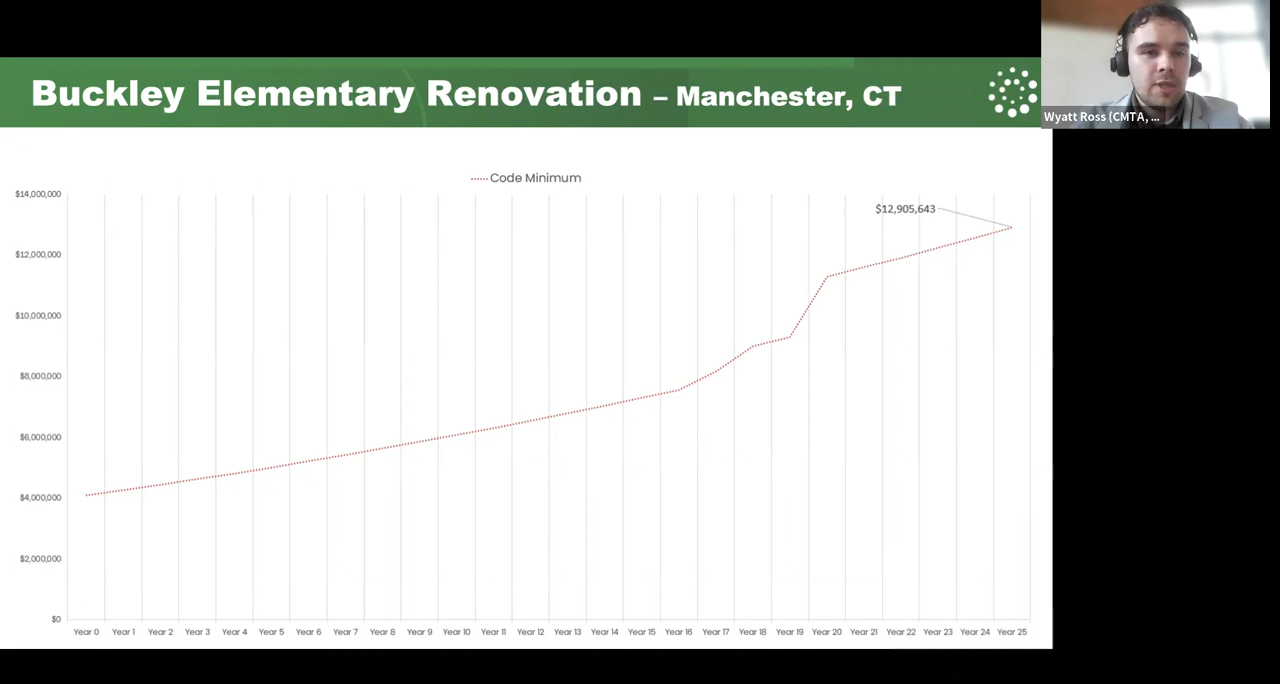 Buckley Elementary Renovation – Manchester, CT
Wyatt Ross (CMTA, ...
Code Minimum
$14,000,000
$12,905,643
$12,000,000
$10,000,000
$8,000,000
$6,000,000
$4,000,000
$2,000,000
$0
Year 0 Year 1 Year 2 Year 3 Year 4 Year 5 Year 6 Year 7 Year 8 Year 9 Year 10 Year 11 Year 12 Year 13 Year 14 Year 15 Year 16 Year 17 Year 18 Year 19 Year 20 Year 21 Year 22 Year 23 Year 24 Year 25